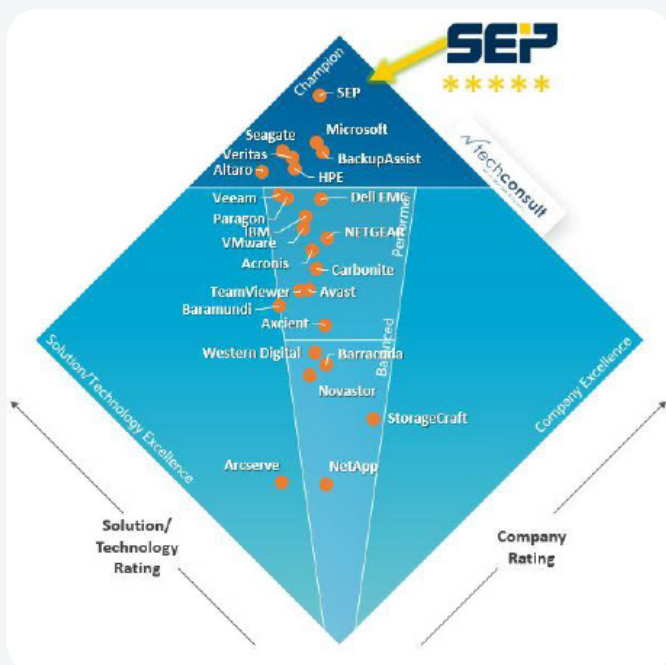 SEP
*****
Champion
SEP
Seagate
Microsoft
Veritas
BackupAssist
Altaro
HPE
techconsult
Veeam
Dell EMC
Paragon
IBM
NETGEAR
VMware
Acronis
Carbonite
TeamViewer
Avast
Baramundi
Axcient
Western Digital
Barracuda
Balanced
Novastor
Solution/Technology Excellence
Company Excellence
StorageCraft
Arcserve
NetApp
Solution/
Technology
Rating
Company
Rating